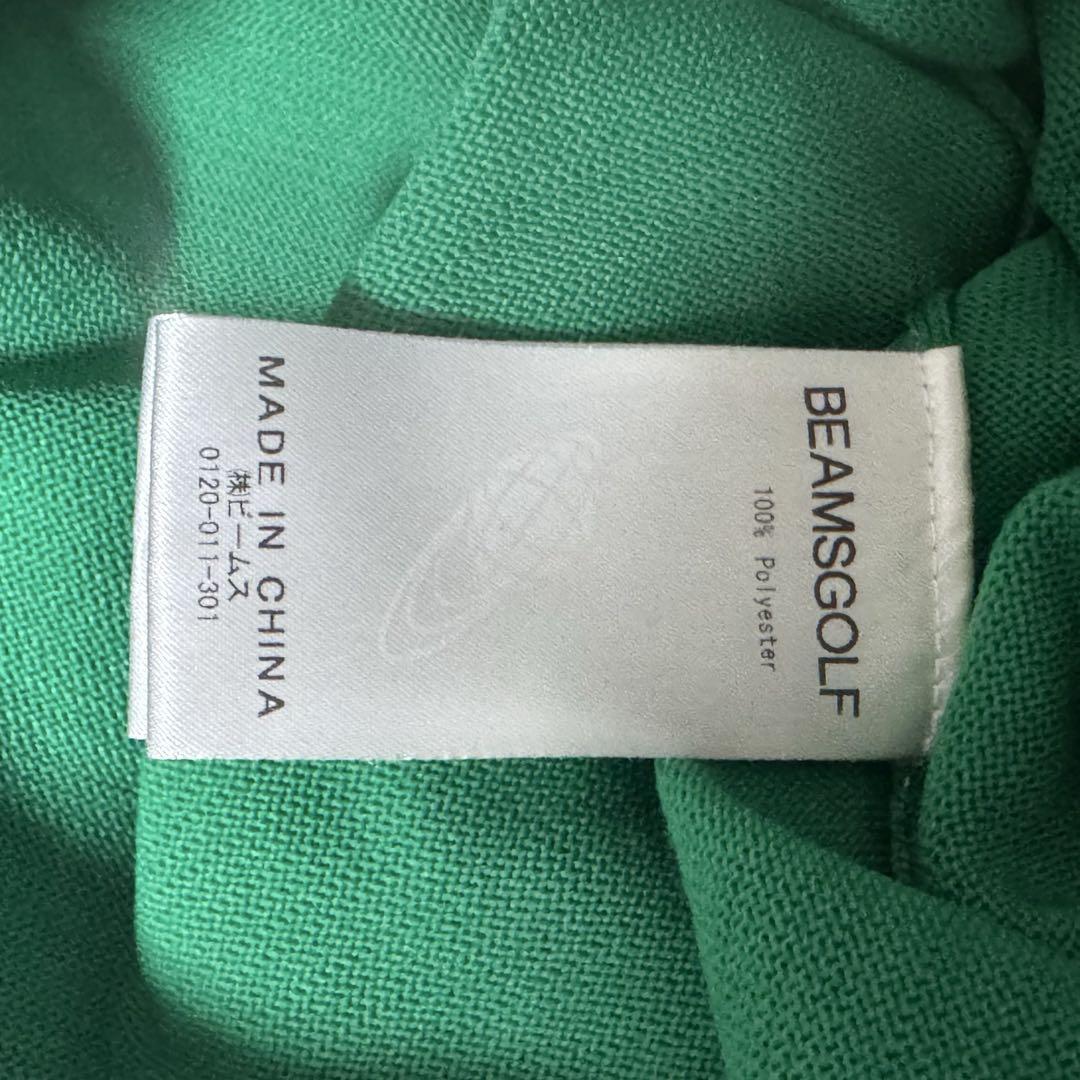 BEAMSGOLF
100% Polyester
MADE IN CHINA
㈱ビームス
0120-011-301